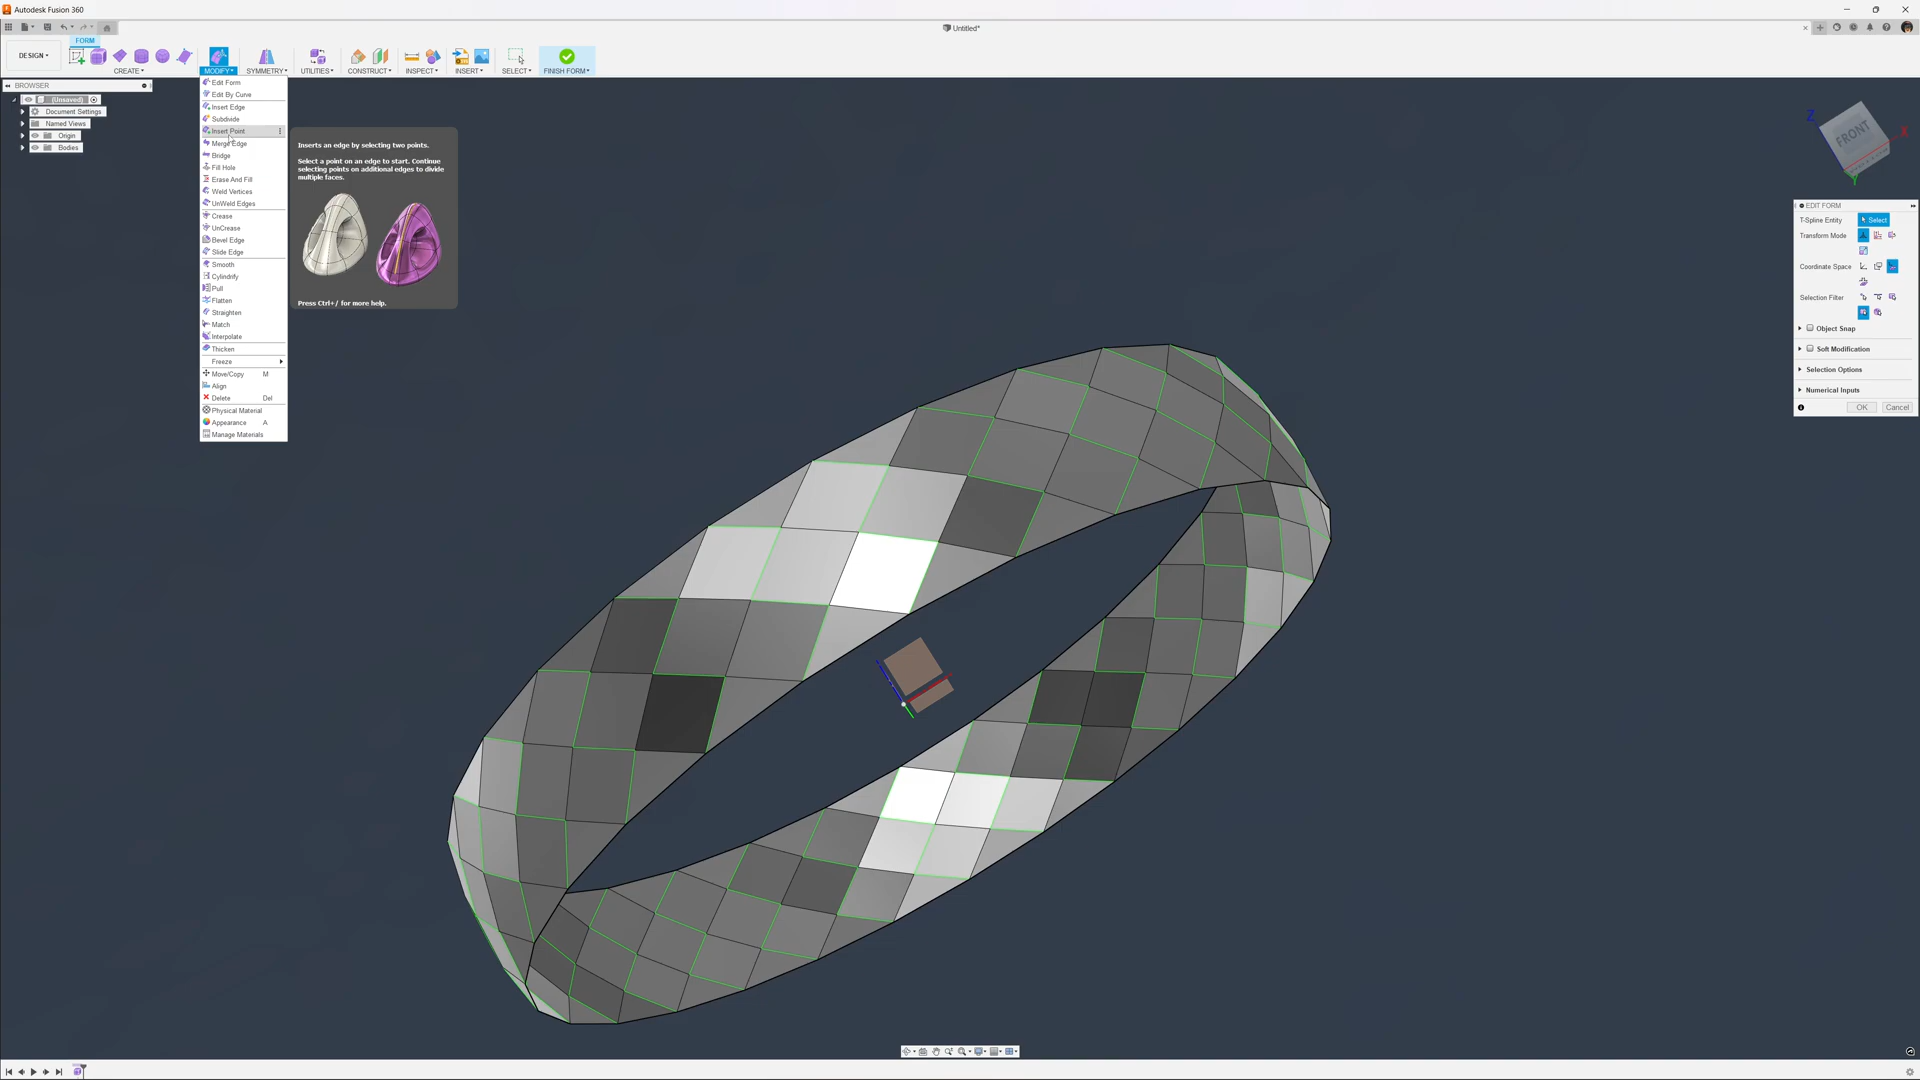 Autodesk Fusion 360
Untitled*
FORM
DESIGN
CREATE
MODIFY
SYMMETRY
UTILITIES
CONSTRUCT
INSPECT
INSERT
SELECT
FINISH FORM
BROWSER
(Unsaved)
Document Settings
Named Views
Origin
Bodies
Edit Form
Edit By Curve
Insert Edge
Subdivide
Insert Point
Merge Edge
Bridge
Fill Hole
Erase And Fill
Weld Vertices
UnWeld Edges
Crease
UnCrease
Bevel Edge
Slide Edge
Smooth
Cylindrify
Pull
Flatten
Straighten
Match
Interpolate
Thicken
Freeze
Move/Copy M
Align
Delete Del
Physical Material
Appearance A
Manage Materials
Inserts an edge by selecting two points.
Select a point on an edge to start. Continue
selecting points on additional edges to divide
multiple faces.
Press Ctrl+/ for more help.
Z
X
FRONT
Y
EDIT FORM
T-Spline Entity Select
Transform Mode
Coordinate Space
Selection Filter
Object Snap
Soft Modification
Selection Options
Numerical Inputs
OK Cancel